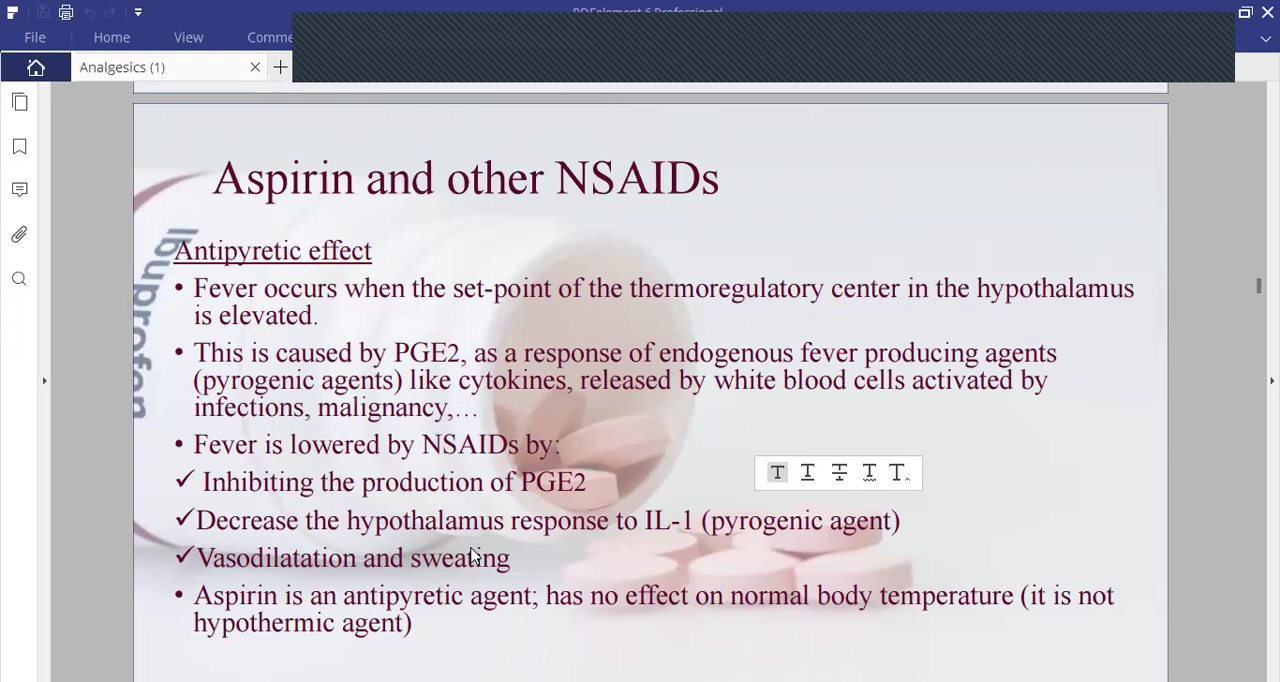 PDFelement 6 Professional
File Home View Comme
Analgesics (1)
Aspirin and other NSAIDs
Ibuprofen
Antipyretic effect
• Fever occurs when the set-point of the thermoregulatory center in the hypothalamus
is elevated.
• This is caused by PGE2, as a response of endogenous fever producing agents
(pyrogenic agents) like cytokines, released by white blood cells activated by
infections, malignancy,…
• Fever is lowered by NSAIDs by:
✓ Inhibiting the production of PGE2
✓Decrease the hypothalamus response to IL-1 (pyrogenic agent)
✓Vasodilatation and sweating
• Aspirin is an antipyretic agent; has no effect on normal body temperature (it is not
hypothermic agent)